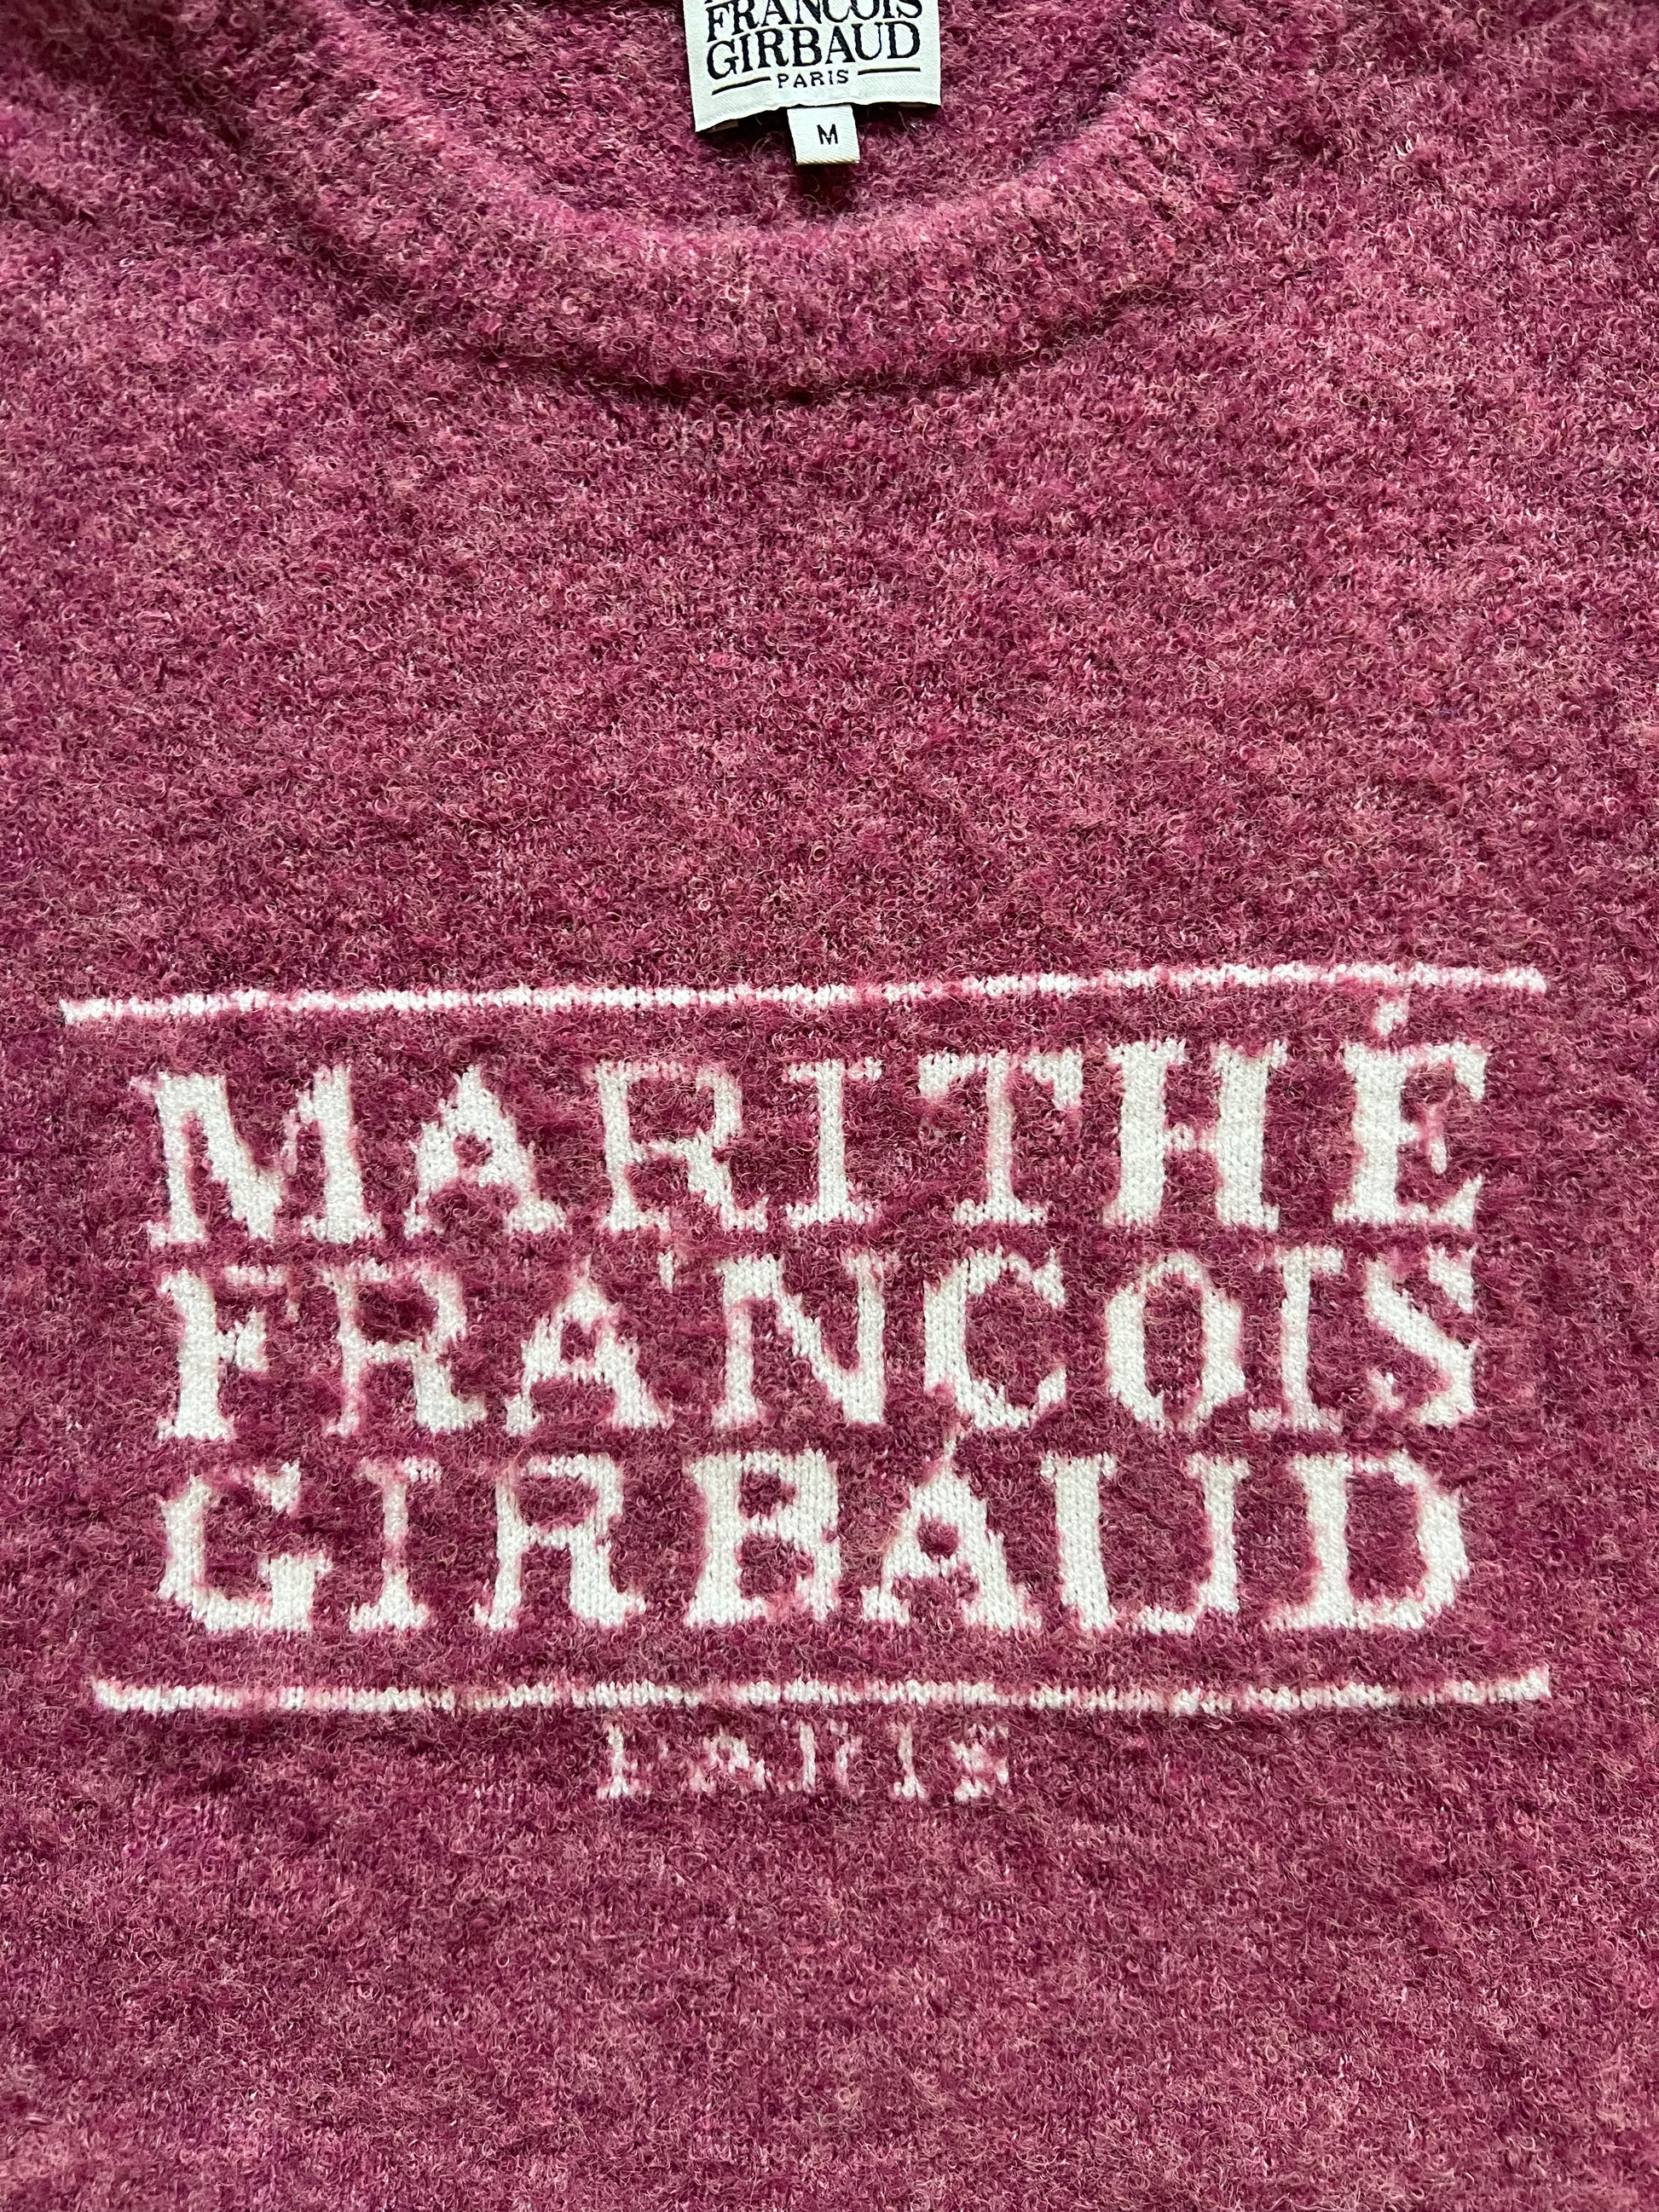 FRANCOIS
GIRBAUD
PARIS
M
MARITHÉ
FRANCOIS
GIRBAUD
PARIS